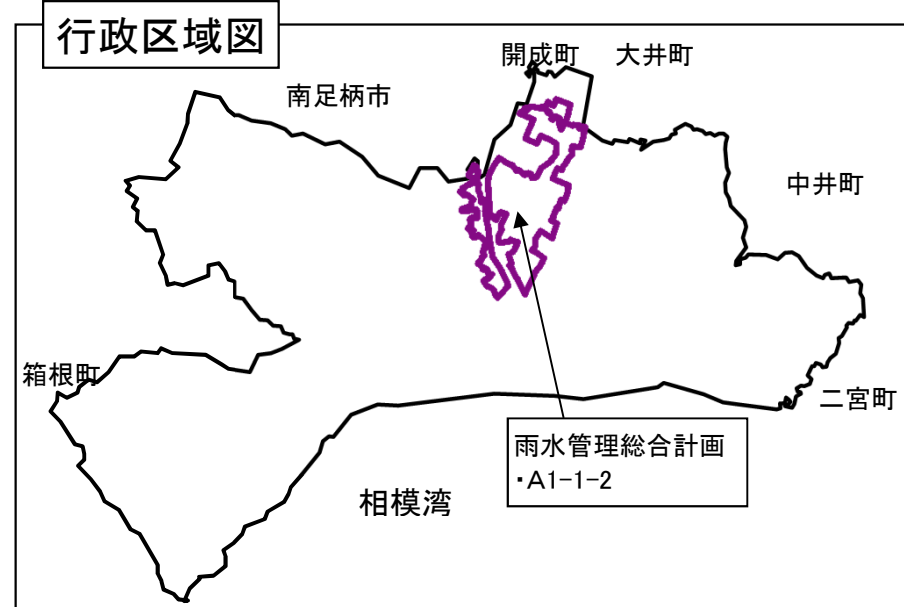 行政区域図
開成町
大井町
南足柄市
中井町
箱根町
二宮町
雨水管理総合計画
・A1-1-2
相模湾